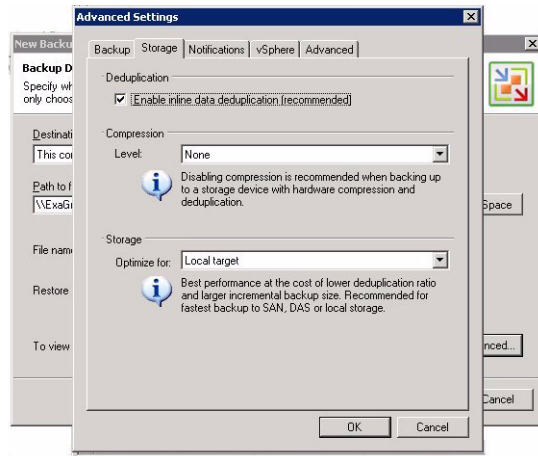 Advanced Settings
New Backu
Backup Storage Notifications vSphere Advanced
Backup D
Specify wh
only choos
Deduplication
Enable inline data deduplication (recommended)
Destinati
This cor
Compression
Level: None
Disabling compression is recommended when backing up
to a storage device with hardware compression and
deduplication.
Path to f
\\ExaGr
Space
File name
Storage
Optimize for: Local target
Best performance at the cost of lower deduplication ratio
and larger incremental backup size. Recommended for
fastest backup to SAN, DAS or local storage.
Restore
To view
nced...
Cancel
OK Cancel